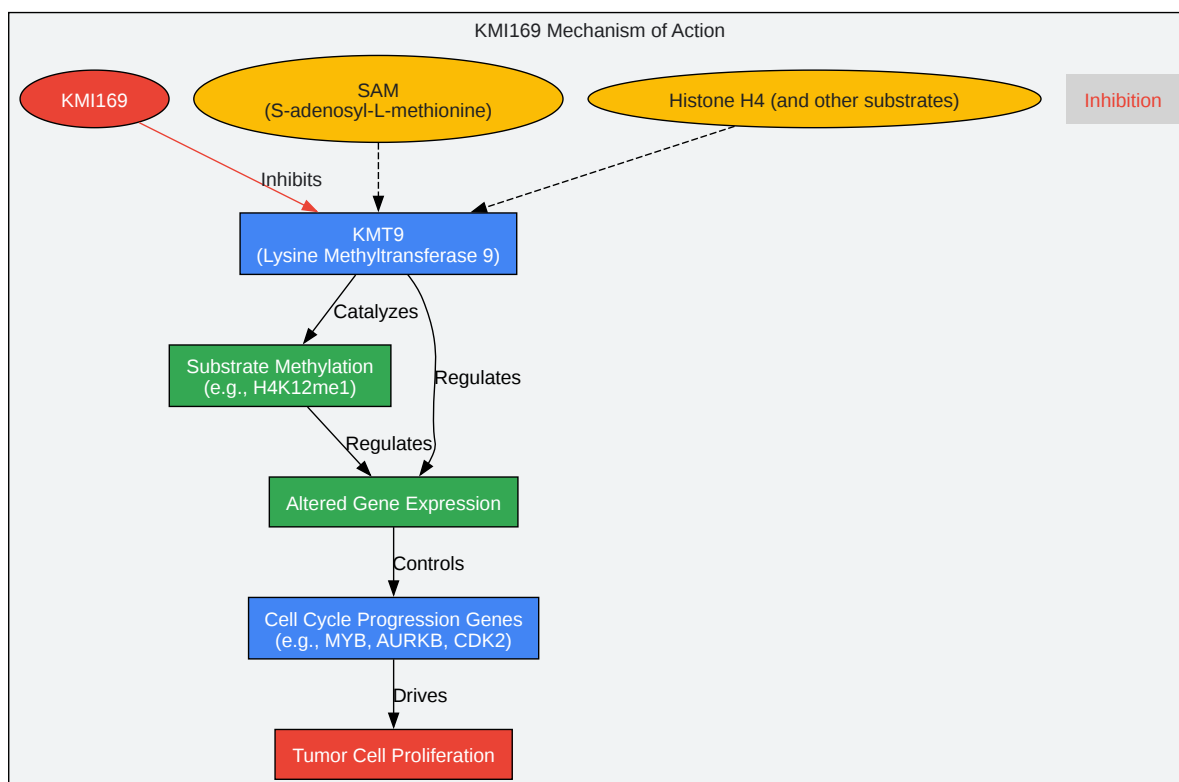 KMI169 Mechanism of Action
KMI169
SAM
(S-adenosyl-L-methionine)
Histone H4 (and other substrates)
Inhibition
Inhibits
KMT9
(Lysine Methyltransferase 9)
Catalyzes
Substrate Methylation
(e.g., H4K12me1)
Regulates
Regulates
Altered Gene Expression
Controls
Cell Cycle Progression Genes
(e.g., MYB, AURKB, CDK2)
Drives
Tumor Cell Proliferation